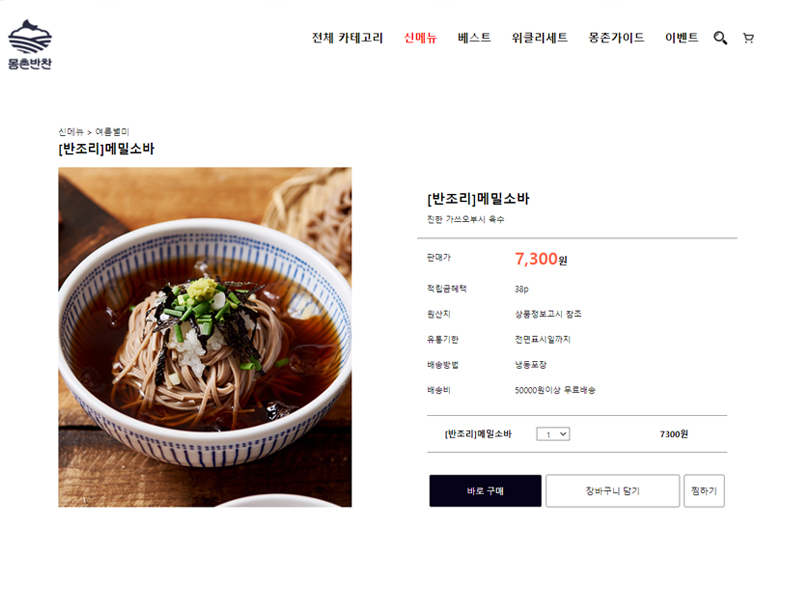 몽촌반찬
전체 카테고리 신메뉴 베스트 위클리세트 몽촌가이드 이벤트
신메뉴 > 여름별미
[반조리]메밀소바
[반조리]메밀소바
진한 가쓰오부시 육수
판매가 7,300원
적립금혜택 38p
원산지 상품정보고시 참조
유통기한 전면표시일까지
배송방법 냉동포장
배송비 50000원이상 무료배송
[반조리]메밀소바 1 7300원
바로 구매 장바구니 담기 찜하기